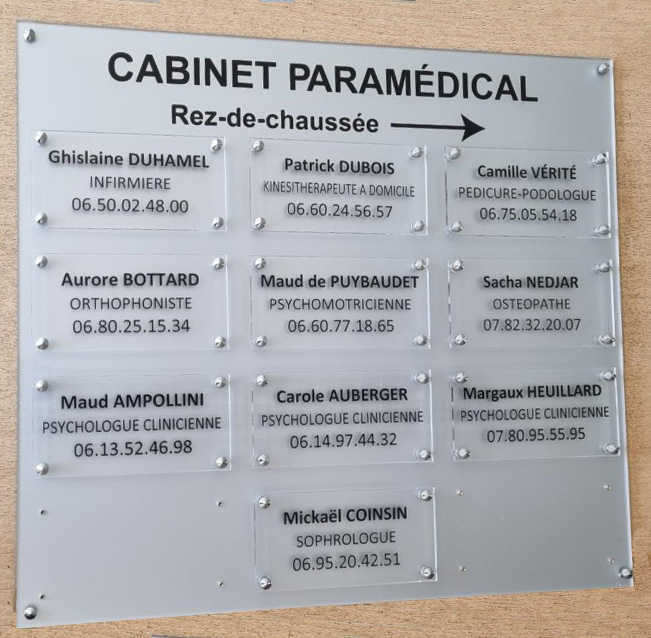 CABINET PARAMÉDICAL
Rez-de-chaussée
Ghislaine DUHAMEL
INFIRMIERE
06.50.02.48.00
Patrick DUBOIS
KINESITHERAPEUTE A DOMICILE
06.60.24.56.57
Camille VÉRITÉ
PEDICURE-PODOLOGUE
06.75.05.54.18
Aurore BOTTARD
ORTHOPHONISTE
06.80.25.15.34
Maud de PUYBAUDET
PSYCHOMOTRICIENNE
06.60.77.18.65
Sacha NEDJAR
OSTEOPATHE
07.82.32.20.07
Maud AMPOLLINI
PSYCHOLOGUE CLINICIENNE
06.13.52.46.98
Carole AUBERGER
PSYCHOLOGUE CLINICIENNE
06.14.97.44.32
Margaux HEUILLARD
PSYCHOLOGUE CLINICIENNE
07.80.95.55.95
Mickaël COINSIN
SOPHROLOGUE
06.95.20.42.51